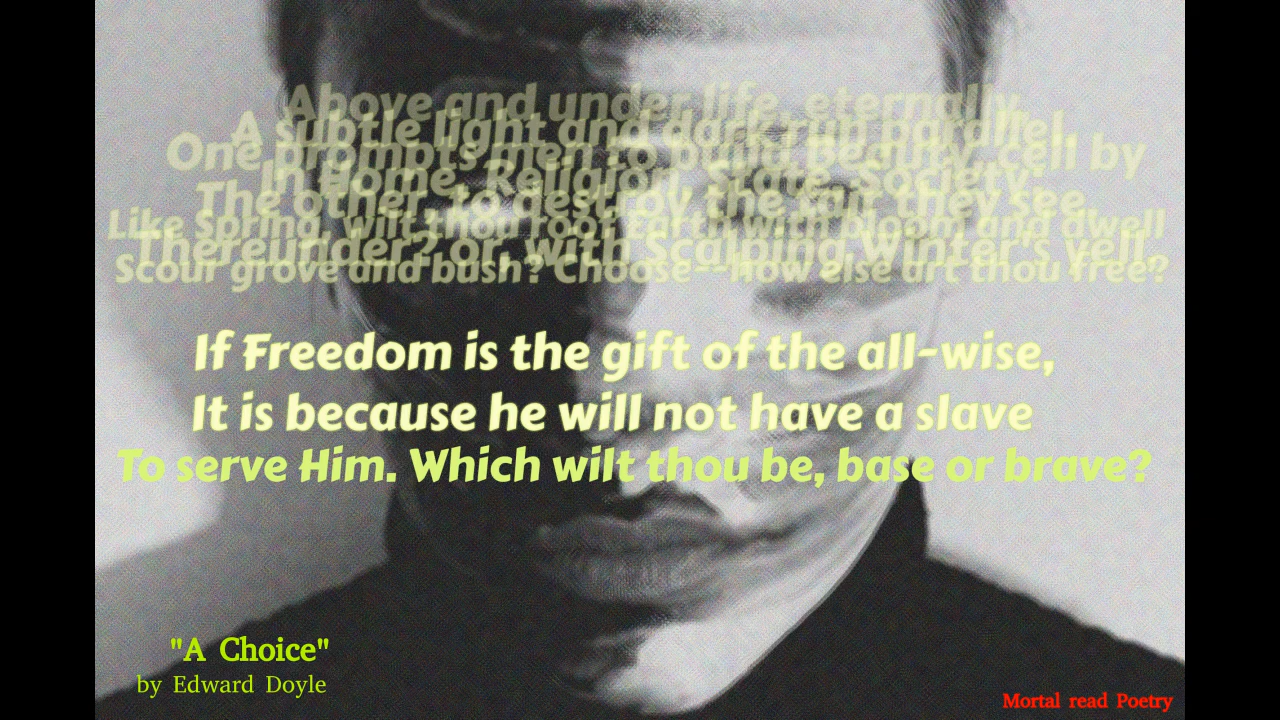 Above and under life, eternally,
A subtle light and dark run parallel.
One prompts men to build beauty, cell by
In Home, Religion, State, Society;
The other, to destroy the fair they see.
Like Spring, wilt thou roof Earth with bloom and dwell
Thereunder? or, with Scalping Winter's yell,
Scour grove and bush? Choose--how else art thou free?
If Freedom is the gift of the all-wise,
It is because he will not have a slave
To serve Him. Which wilt thou be, base or brave?
"A Choice"
by Edward Doyle
Mortal read Poetry